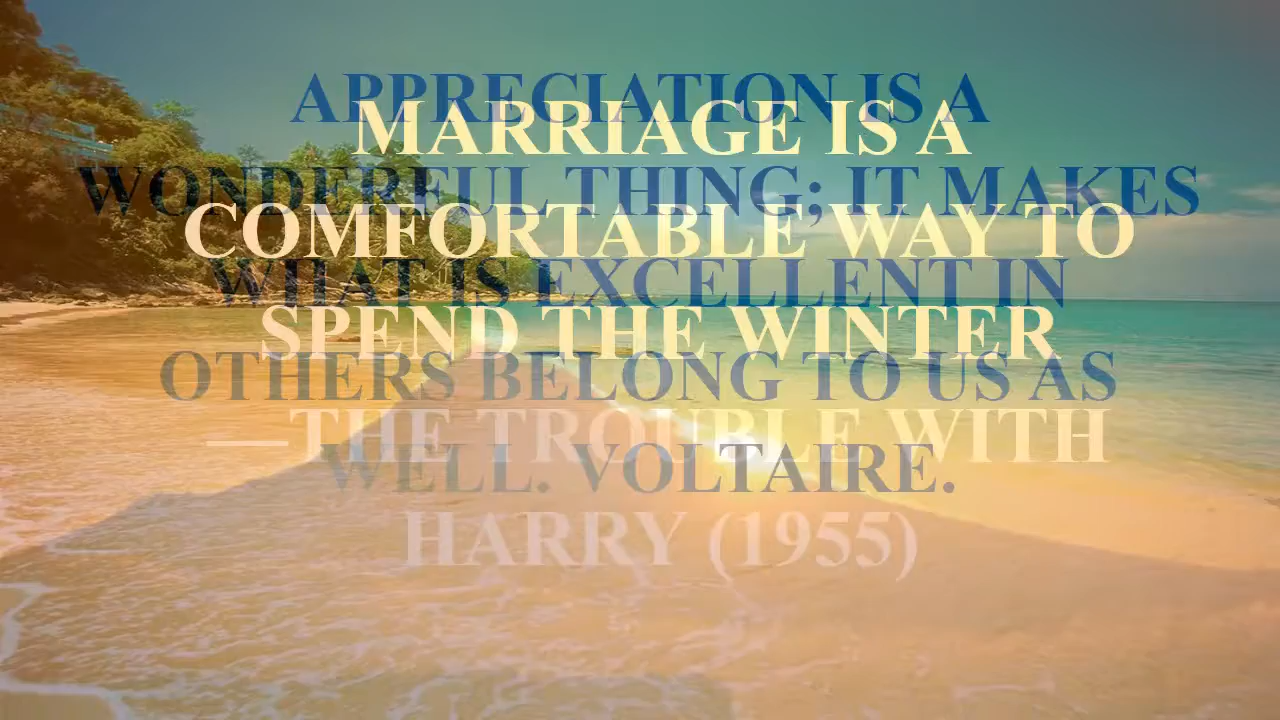 APPRECIATION IS A
WONDERFUL THING; IT MAKES
WHAT IS EXCELLENT IN
OTHERS BELONG TO US AS
WELL. VOLTAIRE.
MARRIAGE IS A
COMFORTABLE WAY TO
SPEND THE WINTER
—THE TROUBLE WITH
HARRY (1955)